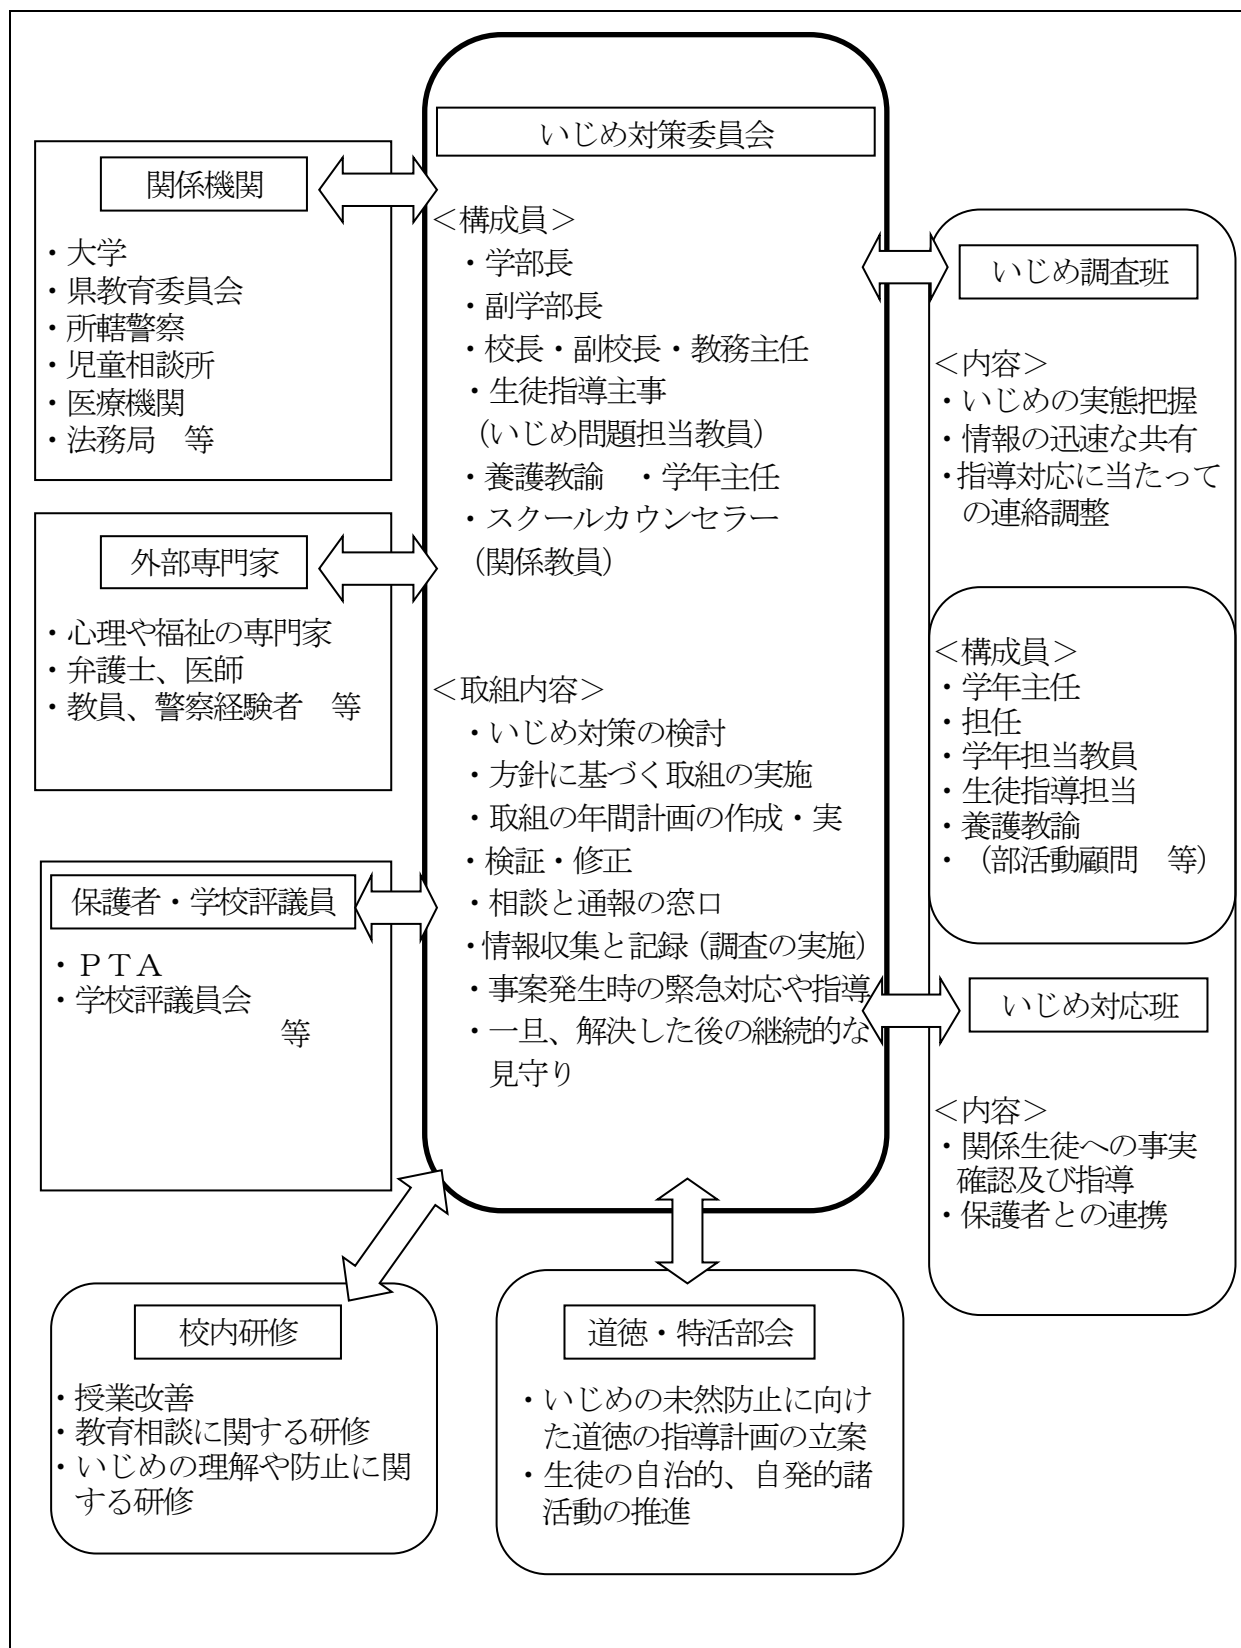 いじめ対策委員会
<構成員>
・学部長
・副学部長
・校長・副校長・教務主任
・生徒指導主事
(いじめ問題担当教員)
・養護教諭　・学年主任
・スクールカウンセラー
(関係教員)
<取組内容>
・いじめ対策の検討
・方針に基づく取組の実施
・取組の年間計画の作成・実
・検証・修正
・相談と通報の窓口
・情報収集と記録(調査の実施)
・事案発生時の緊急対応や指導
・一旦、解決した後の継続的な
見守り
関係機関
・大学
・県教育委員会
・所轄警察
・児童相談所
・医療機関
・法務局　等
外部専門家
・心理や福祉の専門家
・弁護士、医師
・教員、警察経験者　等
保護者・学校評議員
・ＰＴＡ
・学校評議員会
等
いじめ調査班
<内容>
・いじめの実態把握
・情報の迅速な共有
・指導対応に当たって
の連絡調整
<構成員>
・学年主任
・担任
・学年担当教員
・生徒指導担当
・養護教諭
・(部活動顧問　等)
いじめ対応班
<内容>
・関係生徒への事実
確認及び指導
・保護者との連携
校内研修
・授業改善
・教育相談に関する研修
・いじめの理解や防止に関
する研修
道徳・特活部会
・いじめの未然防止に向け
た道徳の指導計画の立案
・生徒の自治的、自発的諸
活動の推進